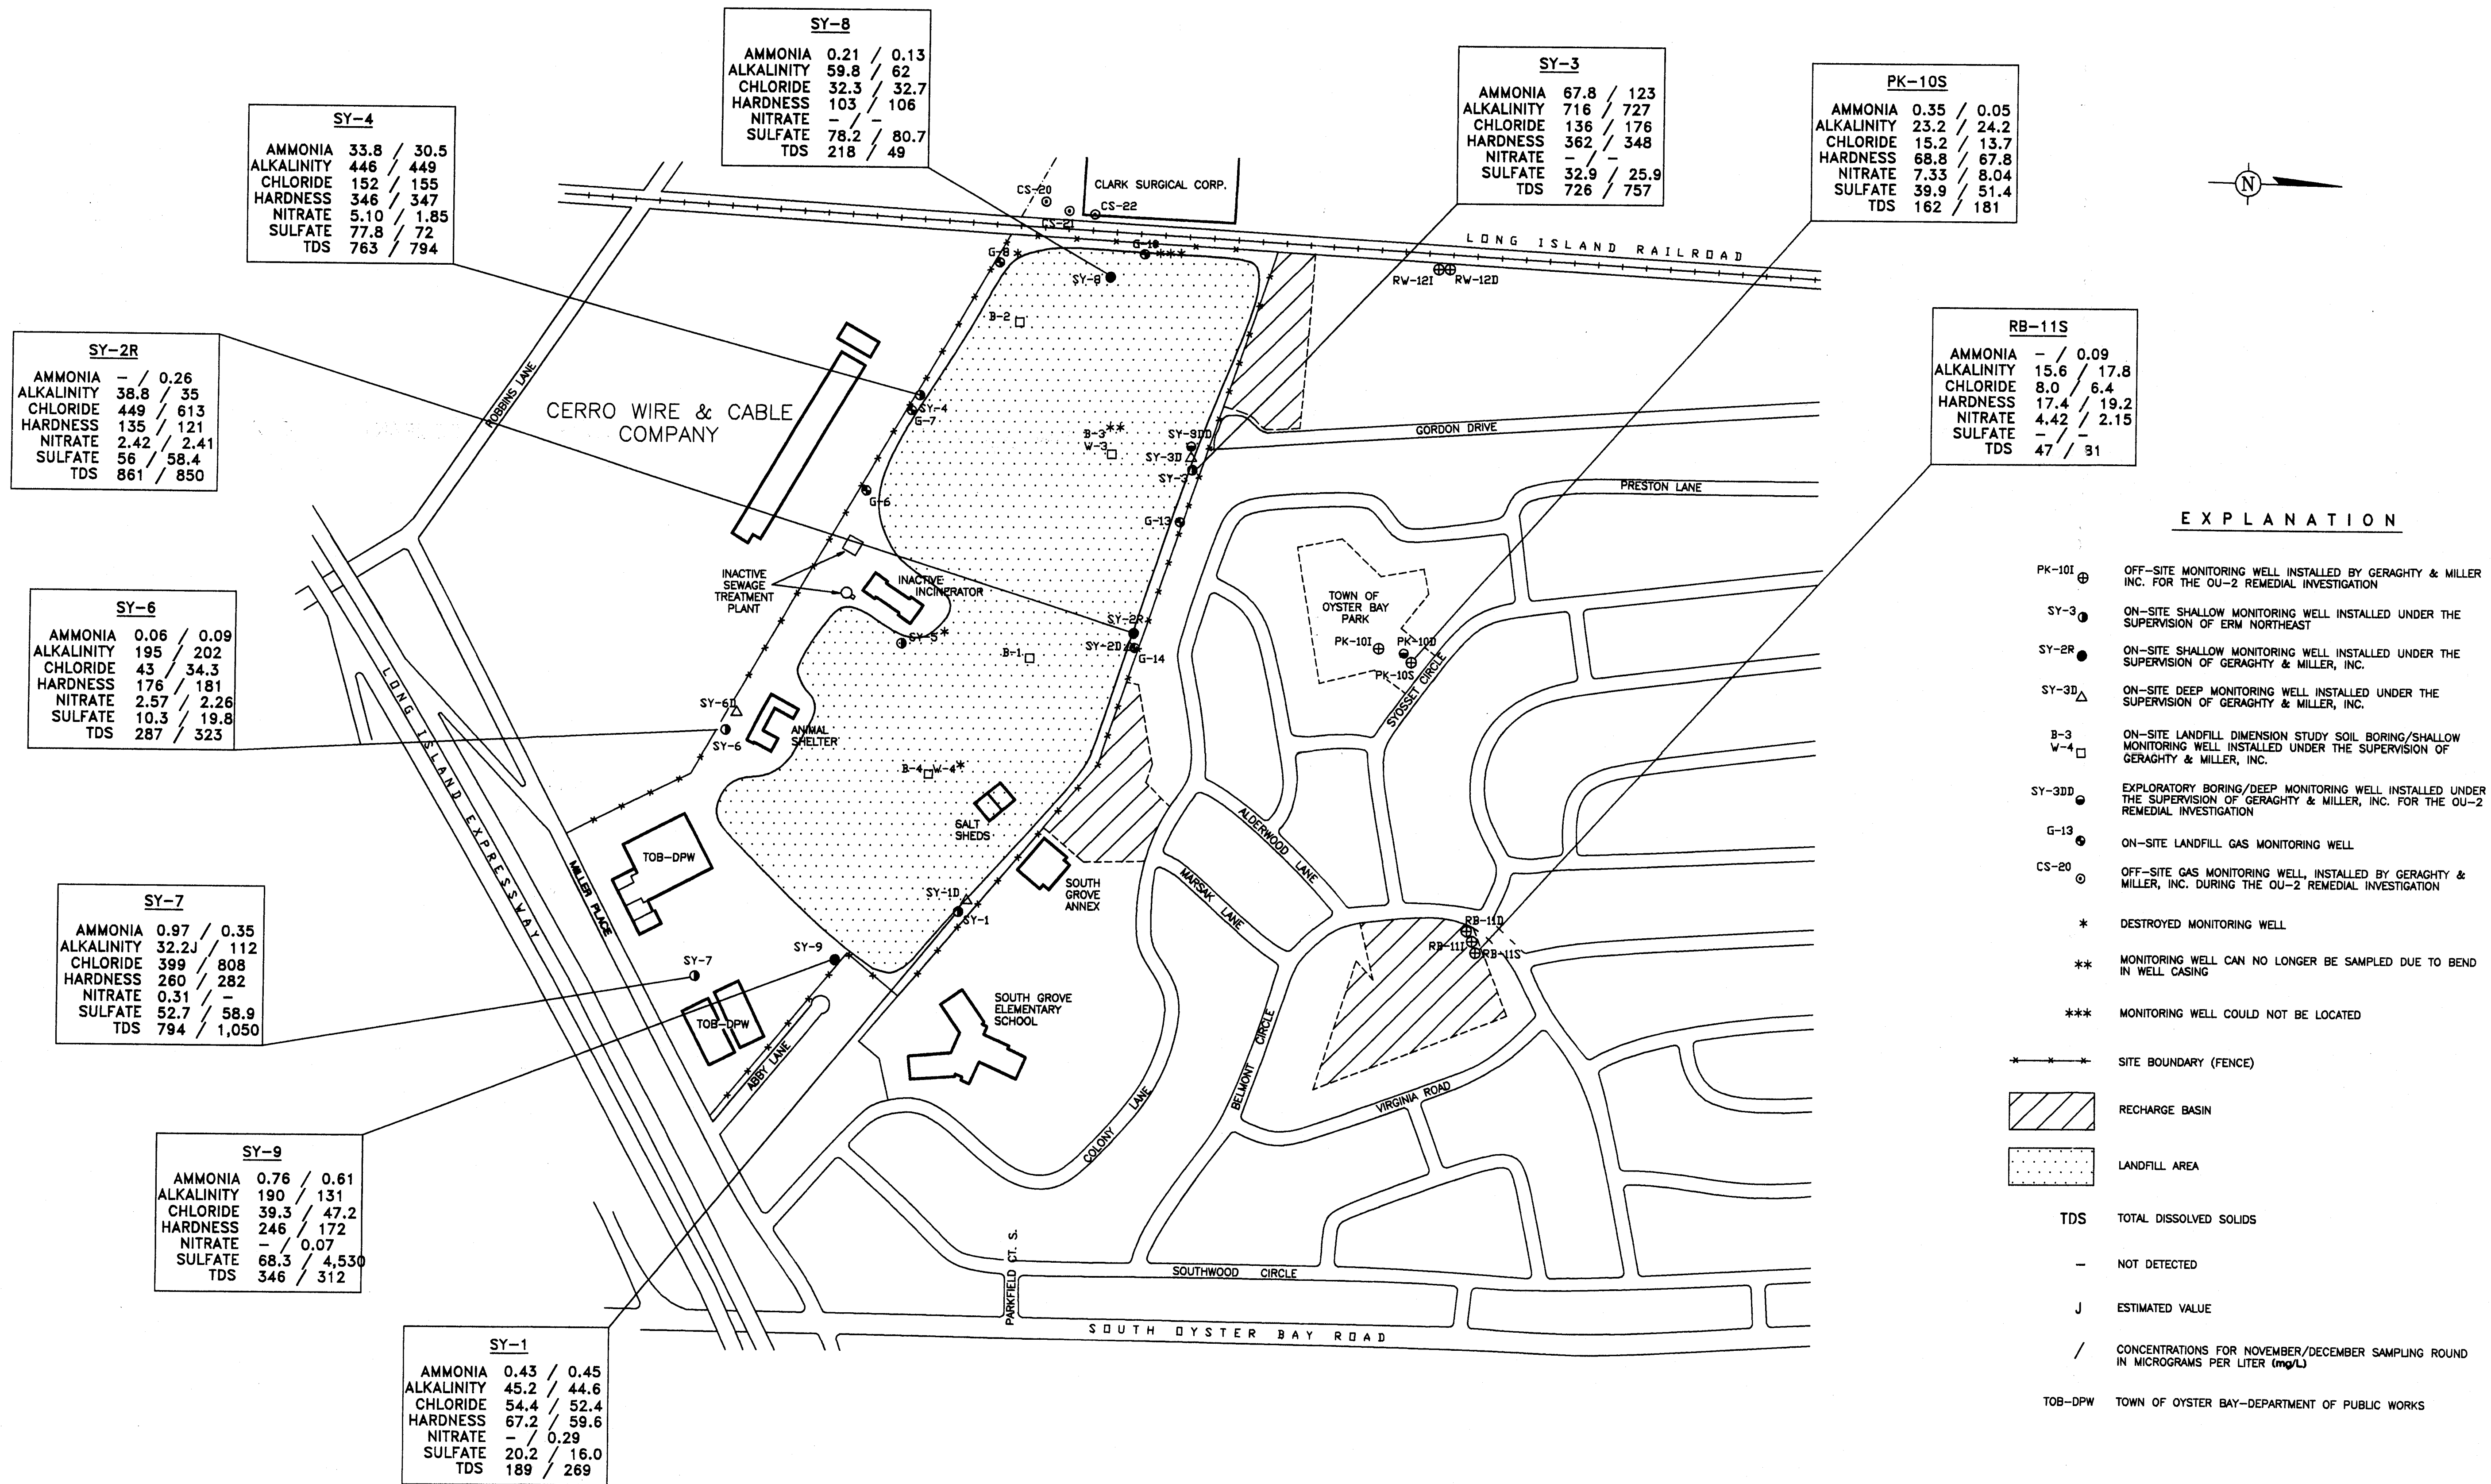 SY-8
AMMONIA 0.21 / 0.13
ALKALINITY 59.8 / 62
CHLORIDE 32.3 / 32.7
HARDNESS 103 / 106
NITRATE - / -
SULFATE 78.2 / 80.7
TDS 218 / 49
SY-3
AMMONIA 67.8 / 123
ALKALINITY 716 / 727
CHLORIDE 136 / 176
HARDNESS 362 / 348
NITRATE - / -
SULFATE 32.9 / 25.9
TDS 726 / 757
PK-10S
AMMONIA 0.35 / 0.05
ALKALINITY 23.2 / 24.2
CHLORIDE 15.2 / 13.7
HARDNESS 68.8 / 67.8
NITRATE 7.33 / 8.04
SULFATE 39.9 / 51.4
TDS 162 / 181
SY-4
AMMONIA 33.8 / 30.5
ALKALINITY 446 / 449
CHLORIDE 152 / 155
HARDNESS 346 / 347
NITRATE 5.10 / 1.85
SULFATE 77.8 / 72
TDS 763 / 794
SY-2R
AMMONIA - / 0.26
ALKALINITY 38.8 / 35
CHLORIDE 449 / 613
HARDNESS 135 / 121
NITRATE 2.42 / 2.41
SULFATE 56 / 58.4
TDS 861 / 850
RB-11S
AMMONIA - / 0.09
ALKALINITY 15.6 / 17.8
CHLORIDE 8.0 / 6.4
HARDNESS 17.4 / 19.2
NITRATE 4.42 / 2.15
SULFATE - / -
TDS 47 / 31
SY-6
AMMONIA 0.06 / 0.09
ALKALINITY 195 / 202
CHLORIDE 43 / 34.3
HARDNESS 176 / 181
NITRATE 2.57 / 2.26
SULFATE 10.3 / 19.8
TDS 287 / 323
SY-7
AMMONIA 0.97 / 0.35
ALKALINITY 32.2J / 112
CHLORIDE 399 / 808
HARDNESS 260 / 282
NITRATE 0.31 / -
SULFATE 52.7 / 58.9
TDS 794 / 1,050
SY-9
AMMONIA 0.76 / 0.61
ALKALINITY 190 / 131
CHLORIDE 39.3 / 47.2
HARDNESS 246 / 172
NITRATE - / 0.07
SULFATE 68.3 / 4,530
TDS 346 / 312
SY-1
AMMONIA 0.43 / 0.45
ALKALINITY 45.2 / 44.6
CHLORIDE 54.4 / 52.4
HARDNESS 67.2 / 59.6
NITRATE - / 0.29
SULFATE 20.2 / 16.0
TDS 189 / 269
N
CLARK SURGICAL CORP.
CS-20
CS-21
CS-22
LONG ISLAND RAILROAD
G-8*
G-10
***
SY-8
RW-12I
RW-12D
B-2
ROBBINS LANE
CERRO WIRE & CABLE
COMPANY
SY-4
G-7
B-3**
W-3
SY-9DD
SY-3D
SY-3
GORDON DRIVE
PRESTON LANE
G-6
G-13
INACTIVE
SEWAGE
TREATMENT
PLANT
INACTIVE
INCINERATOR
TOWN OF
OYSTER BAY
PARK
SY-5*
SY-2R
SY-2D
G-14
B-1
PK-10I
PK-10D
PK-10S
SYOSSET CIRCLE
SY-6D
SY-6
ANIMAL
SHELTER
B-4
W-4*
SALT
SHEDS
LONG ISLAND EXPRESSWAY
MILLER PLACE
TOB-DPW
SOUTH
GROVE
ANNEX
ALDERWOOD LANE
MARSAK LANE
SY-1D
SY-1
SY-9
SY-7
TOB-DPW
ABBY LANE
SOUTH GROVE
ELEMENTARY
SCHOOL
RB-11D
RB-11I
RB-11S
COLONY LANE
BELMONT CIRCLE
VIRGINIA ROAD
PARKFIELD CT. S.
SOUTHWOOD CIRCLE
SOUTH OYSTER BAY ROAD
EXPLANATION
PK-10I
OFF-SITE MONITORING WELL INSTALLED BY GERAGHTY & MILLER
INC. FOR THE OU-2 REMEDIAL INVESTIGATION
SY-3
ON-SITE SHALLOW MONITORING WELL INSTALLED UNDER THE
SUPERVISION OF ERM NORTHEAST
SY-2R
ON-SITE SHALLOW MONITORING WELL INSTALLED UNDER THE
SUPERVISION OF GERAGHTY & MILLER, INC.
SY-3D
ON-SITE DEEP MONITORING WELL INSTALLED UNDER THE
SUPERVISION OF GERAGHTY & MILLER, INC.
B-3
W-4
ON-SITE LANDFILL DIMENSION STUDY SOIL BORING/SHALLOW
MONITORING WELL INSTALLED UNDER THE SUPERVISION OF
GERAGHTY & MILLER, INC.
SY-3DD
EXPLORATORY BORING/DEEP MONITORING WELL INSTALLED UNDER
THE SUPERVISION OF GERAGHTY & MILLER, INC. FOR THE OU-2
REMEDIAL INVESTIGATION
G-13
ON-SITE LANDFILL GAS MONITORING WELL
CS-20
OFF-SITE GAS MONITORING WELL, INSTALLED BY GERAGHTY &
MILLER, INC. DURING THE OU-2 REMEDIAL INVESTIGATION
* DESTROYED MONITORING WELL
** MONITORING WELL CAN NO LONGER BE SAMPLED DUE TO BEND
IN WELL CASING
*** MONITORING WELL COULD NOT BE LOCATED
SITE BOUNDARY (FENCE)
RECHARGE BASIN
LANDFILL AREA
TDS TOTAL DISSOLVED SOLIDS
- NOT DETECTED
J ESTIMATED VALUE
/ CONCENTRATIONS FOR NOVEMBER/DECEMBER SAMPLING ROUND
IN MICROGRAMS PER LITER (mg/L)
TOB-DPW TOWN OF OYSTER BAY-DEPARTMENT OF PUBLIC WORKS